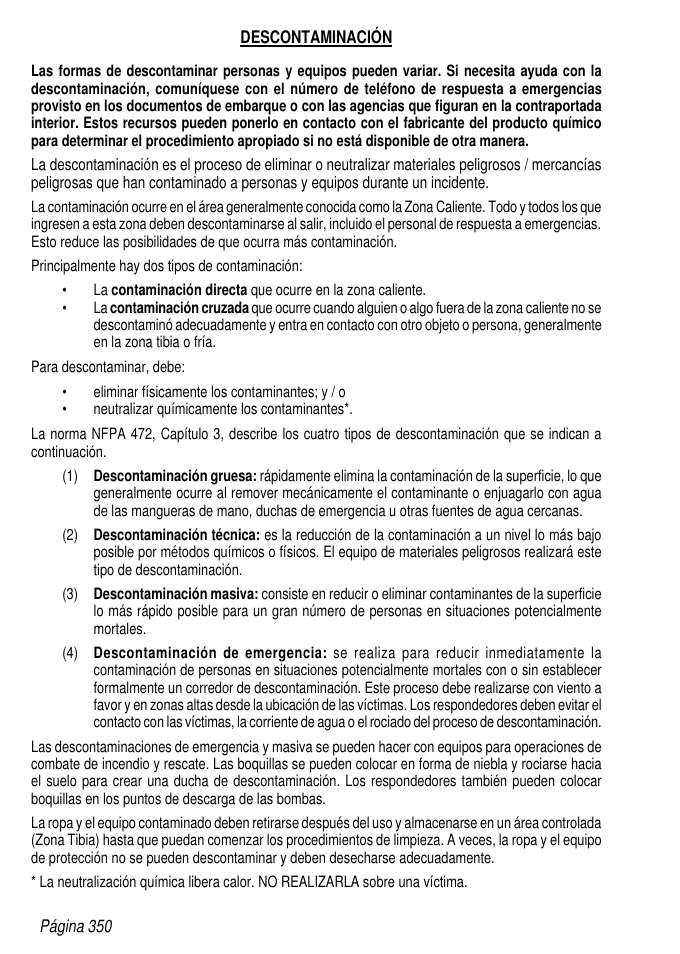 DESCONTAMINACIÓN
Las formas de descontaminar personas y equipos pueden variar. Si necesita ayuda con la
descontaminación, comuníquese con el número de teléfono de respuesta a emergencias
provisto en los documentos de embarque o con las agencias que figuran en la contraportada
interior. Estos recursos pueden ponerlo en contacto con el fabricante del producto químico
para determinar el procedimiento apropiado si no está disponible de otra manera.
La descontaminación es el proceso de eliminar o neutralizar materiales peligrosos / mercancías
peligrosas que han contaminado a personas y equipos durante un incidente.
La contaminación ocurre en el área generalmente conocida como la Zona Caliente. Todo y todos los que
ingresen a esta zona deben descontaminarse al salir, incluido el personal de respuesta a emergencias.
Esto reduce las posibilidades de que ocurra más contaminación.
Principalmente hay dos tipos de contaminación:
• La contaminación directa que ocurre en la zona caliente.
• La contaminación cruzada que ocurre cuando alguien o algo fuera de la zona caliente no se
descontaminó adecuadamente y entra en contacto con otro objeto o persona, generalmente
en la zona tibia o fría.
Para descontaminar, debe:
• eliminar físicamente los contaminantes; y / o
• neutralizar químicamente los contaminantes*.
La norma NFPA 472, Capítulo 3, describe los cuatro tipos de descontaminación que se indican a
continuación.
(1) Descontaminación gruesa: rápidamente elimina la contaminación de la superficie, lo que
generalmente ocurre al remover mecánicamente el contaminante o enjuagarlo con agua
de las mangueras de mano, duchas de emergencia u otras fuentes de agua cercanas.
(2) Descontaminación técnica: es la reducción de la contaminación a un nivel lo más bajo
posible por métodos químicos o físicos. El equipo de materiales peligrosos realizará este
tipo de descontaminación.
(3) Descontaminación masiva: consiste en reducir o eliminar contaminantes de la superficie
lo más rápido posible para un gran número de personas en situaciones potencialmente
mortales.
(4) Descontaminación de emergencia: se realiza para reducir inmediatamente la
contaminación de personas en situaciones potencialmente mortales con o sin establecer
formalmente un corredor de descontaminación. Este proceso debe realizarse con viento a
favor y en zonas altas desde la ubicación de las víctimas. Los respondedores deben evitar el
contacto con las víctimas, la corriente de agua o el rociado del proceso de descontaminación.
Las descontaminaciones de emergencia y masiva se pueden hacer con equipos para operaciones de
combate de incendio y rescate. Las boquillas se pueden colocar en forma de niebla y rociarse hacia
el suelo para crear una ducha de descontaminación. Los respondedores también pueden colocar
boquillas en los puntos de descarga de las bombas.
La ropa y el equipo contaminado deben retirarse después del uso y almacenarse en un área controlada
(Zona Tibia) hasta que puedan comenzar los procedimientos de limpieza. A veces, la ropa y el equipo
de protección no se pueden descontaminar y deben desecharse adecuadamente.
* La neutralización química libera calor. NO REALIZARLA sobre una víctima.
Página 350